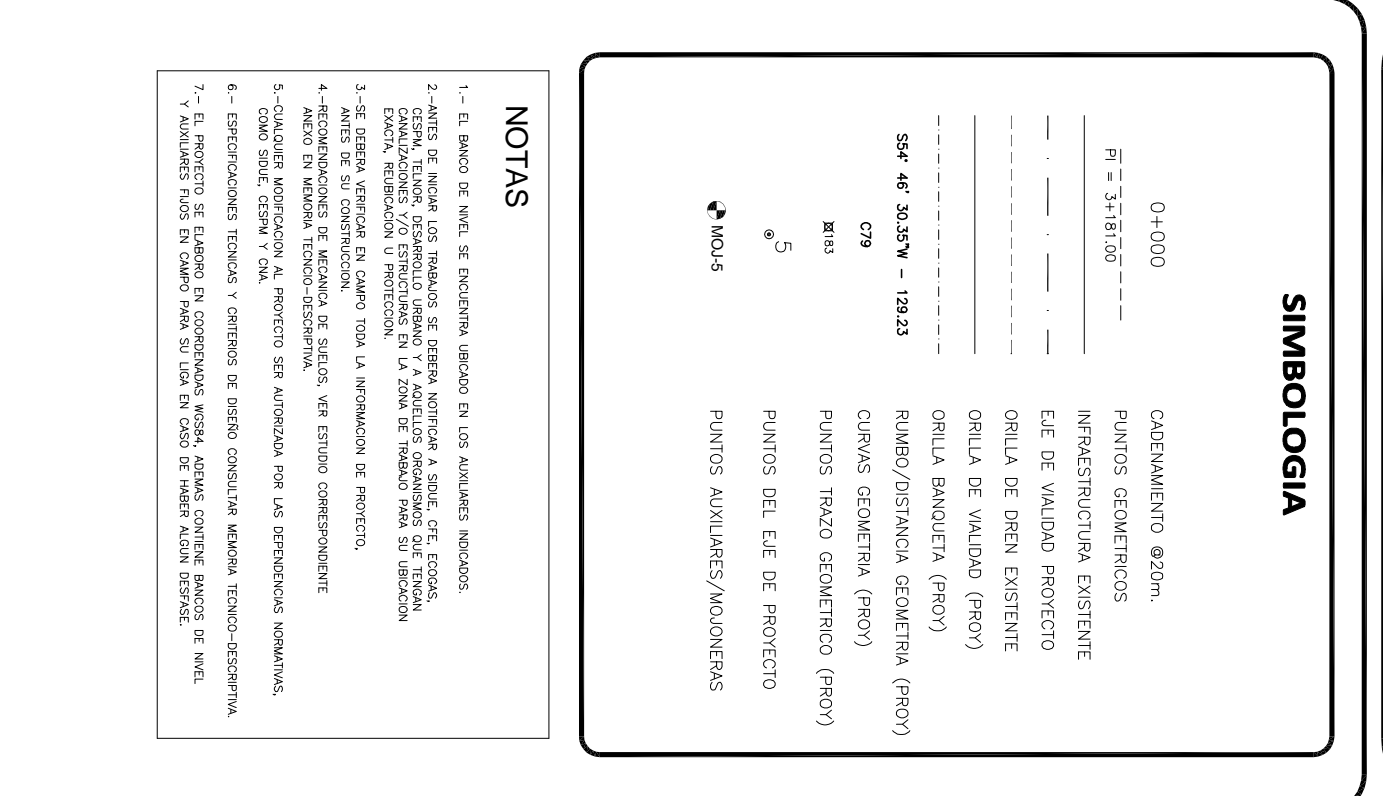 SIMBOLOGIA
0+000 CADENAMIENTO @20m.
PI = 3+181.00 PUNTOS GEOMETRICOS
INFRAESTRUCTURA EXISTENTE
EJE DE VIALIDAD PROYECTO
ORILLA DE DREN EXISTENTE
ORILLA DE VIALIDAD (PROY)
ORILLA BANQUETA (PROY)
S54° 46' 30.35"W - 129.23 RUMBO/DISTANCIA GEOMETRIA (PROY)
C79 CURVAS GEOMETRIA (PROY)
183 PUNTOS TRAZO GEOMETRICO (PROY)
5 PUNTOS DEL EJE DE PROYECTO
MOJ-5 PUNTOS AUXILIARES/MOJONERAS
NOTAS
1.- EL BANCO DE NIVEL SE ENCUENTRA UBICADO EN LOS AUXILIARES INDICADOS.
2.-ANTES DE INICIAR LOS TRABAJOS SE DEBERA NOTIFICAR A SIDUE, CFE, ECOGAS,
CESPM, TELNOR, DESARROLLO URBANO Y A AQUELLOS ORGANISMOS QUE TENGAN
CANALIZACIONES Y/O ESTRUCTURAS EN LA ZONA DE TRABAJO PARA SU UBICACION
EXACTA, REUBICACION U PROTECCION.
3.-SE DEBERA VERIFICAR EN CAMPO TODA LA INFORMACION DE PROYECTO,
ANTES DE SU CONSTRUCCION.
4.-RECOMENDACIONES DE MECANICA DE SUELOS, VER ESTUDIO CORRESPONDIENTE
ANEXO EN MEMORIA TECNCIO-DESCRIPTIVA.
5.-CUALQUIER MODIFICACION AL PROYECTO SER AUTORIZADA POR LAS DEPENDENCIAS NORMATIVAS,
COMO SIDUE, CESPM Y CNA.
6.- ESPECIFICACIONES TECNICAS Y CRITERIOS DE DISEÑO CONSULTAR MEMORIA TECNICO-DESCRIPTIVA.
7.- EL PROYECTO SE ELABORO EN COORDENADAS WGS84, ADEMAS CONTIENE BANCOS DE NIVEL
Y AUXILIARES FIJOS EN CAMPO PARA SU LIGA EN CASO DE HABER ALGUN DESFASE.